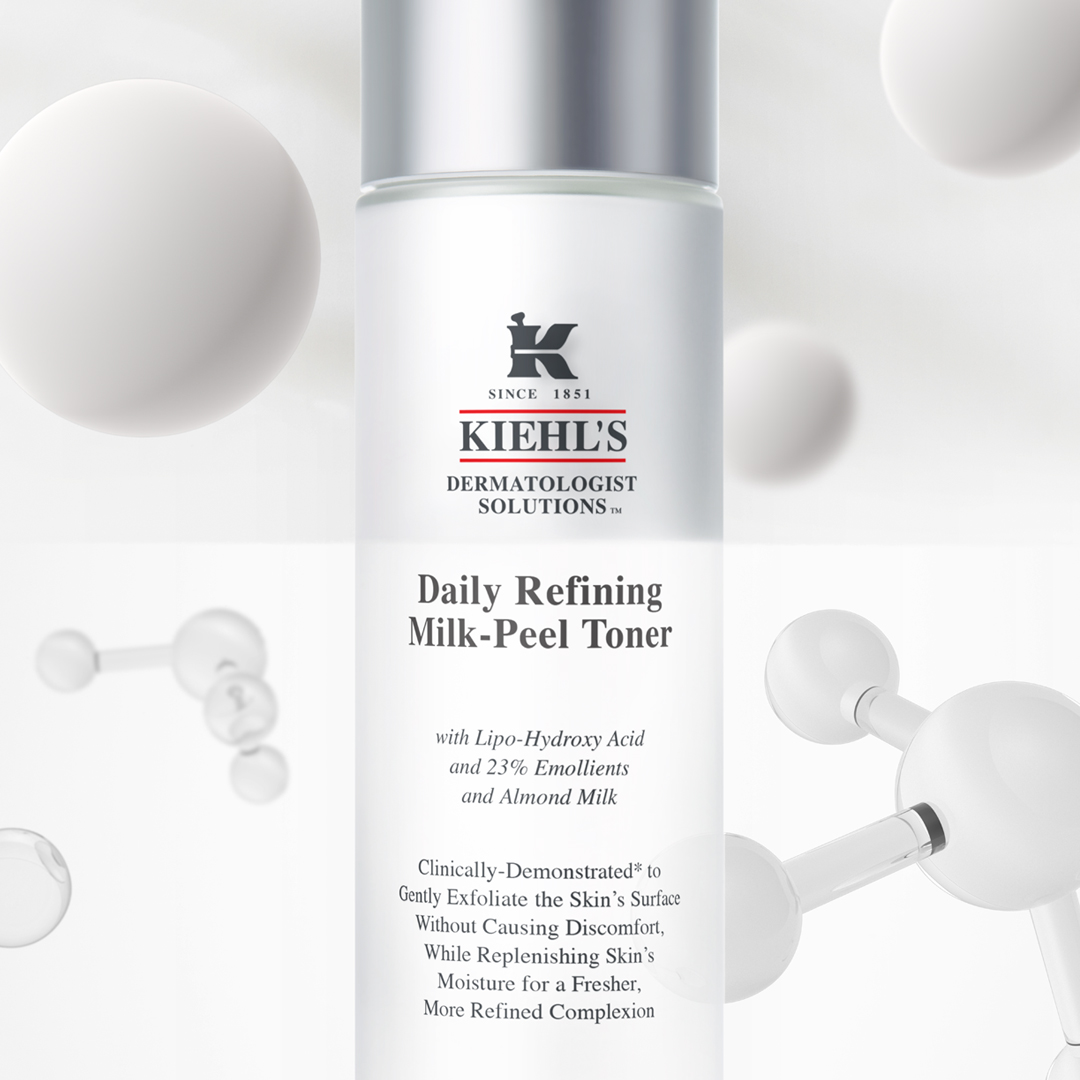 K
SINCE 1851
KIEHL'S
DERMATOLOGIST
SOLUTIONS™
Daily Refining
Milk-Peel Toner
with Lipo-Hydroxy Acid
and 23% Emollients
and Almond Milk
Clinically-Demonstrated* to
Gently Exfoliate the Skin's Surface
Without Causing Discomfort,
While Replenishing Skin's
Moisture for a Fresher,
More Refined Complexion